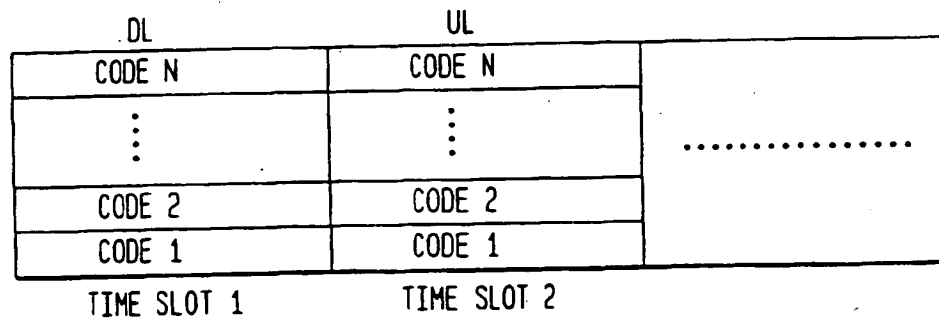 DL UL
CODE N CODE N
CODE 2 CODE 2
CODE 1 CODE 1
TIME SLOT 1 TIME SLOT 2